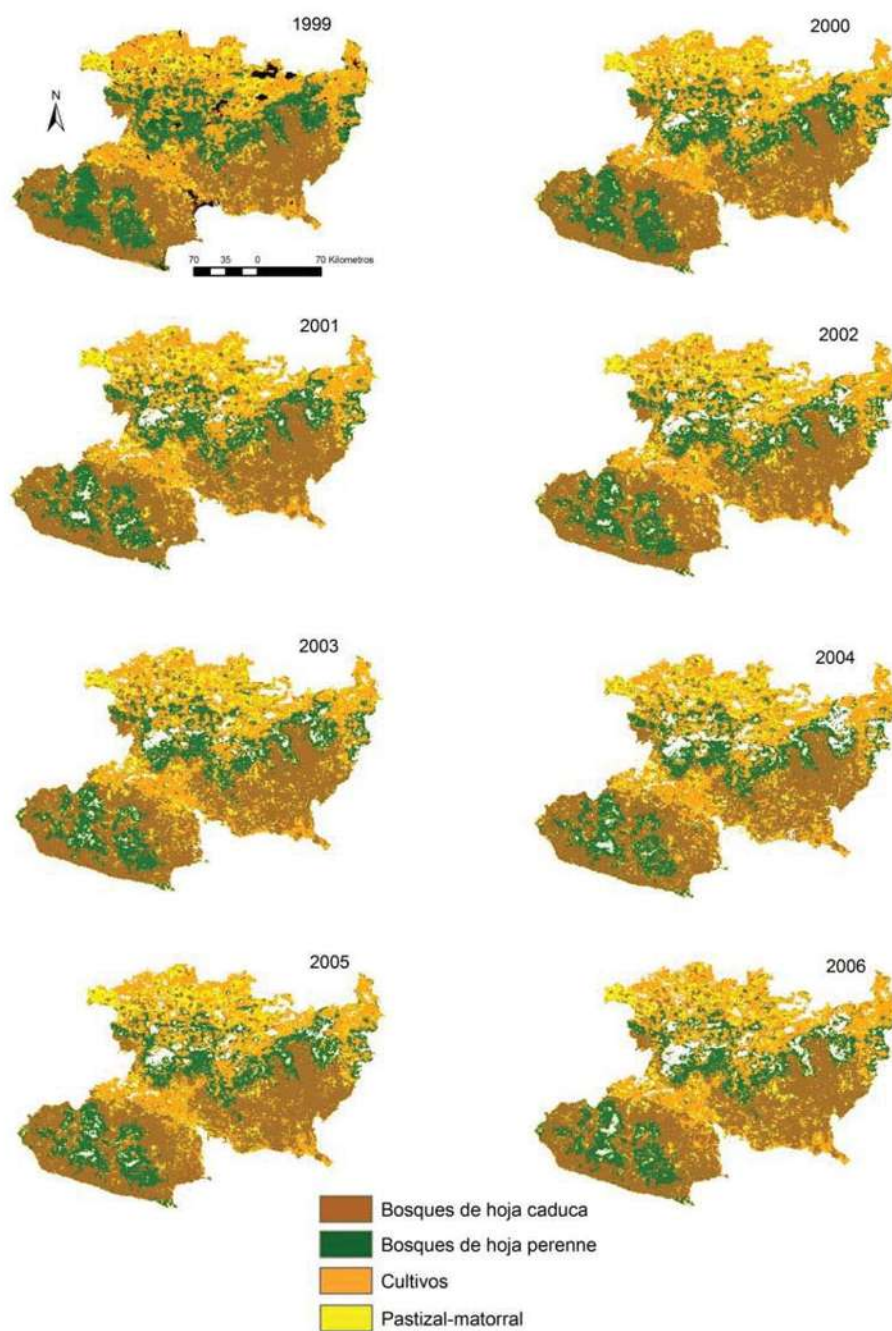 1999
2000
N
70 35 0 70 Kilometros
2001
2002
2003
2004
2005
2006
Bosques de hoja caduca
Bosques de hoja perenne
Cultivos
Pastizal-matorral